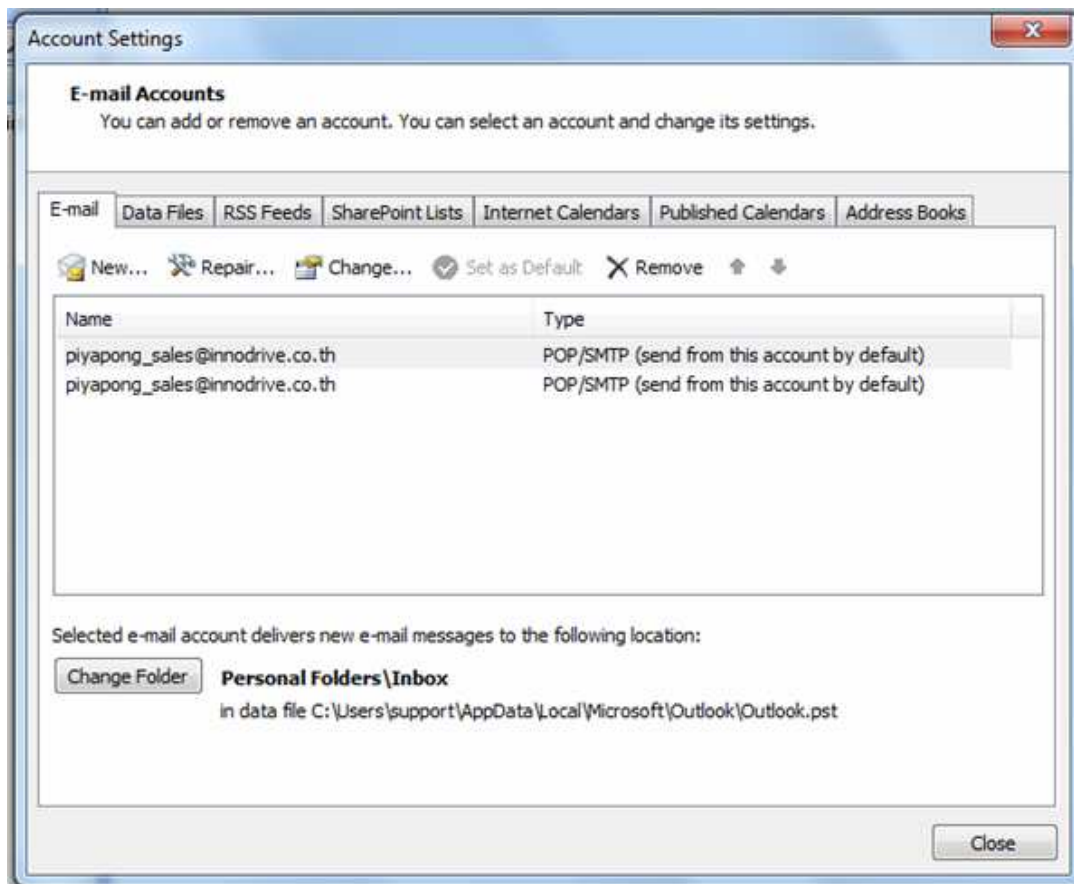 Account Settings
E-mail Accounts
You can add or remove an account. You can select an account and change its settings.
E-mail Data Files RSS Feeds SharePoint Lists Internet Calendars Published Calendars Address Books
New... Repair... Change... Set as Default Remove
Name Type
piyapong_sales@innodrive.co.th POP/SMTP (send from this account by default)
piyapong_sales@innodrive.co.th POP/SMTP (send from this account by default)
Selected e-mail account delivers new e-mail messages to the following location:
Change Folder Personal Folders\Inbox
in data file C:\Users\support\AppData\Local\Microsoft\Outlook\Outlook.pst
Close